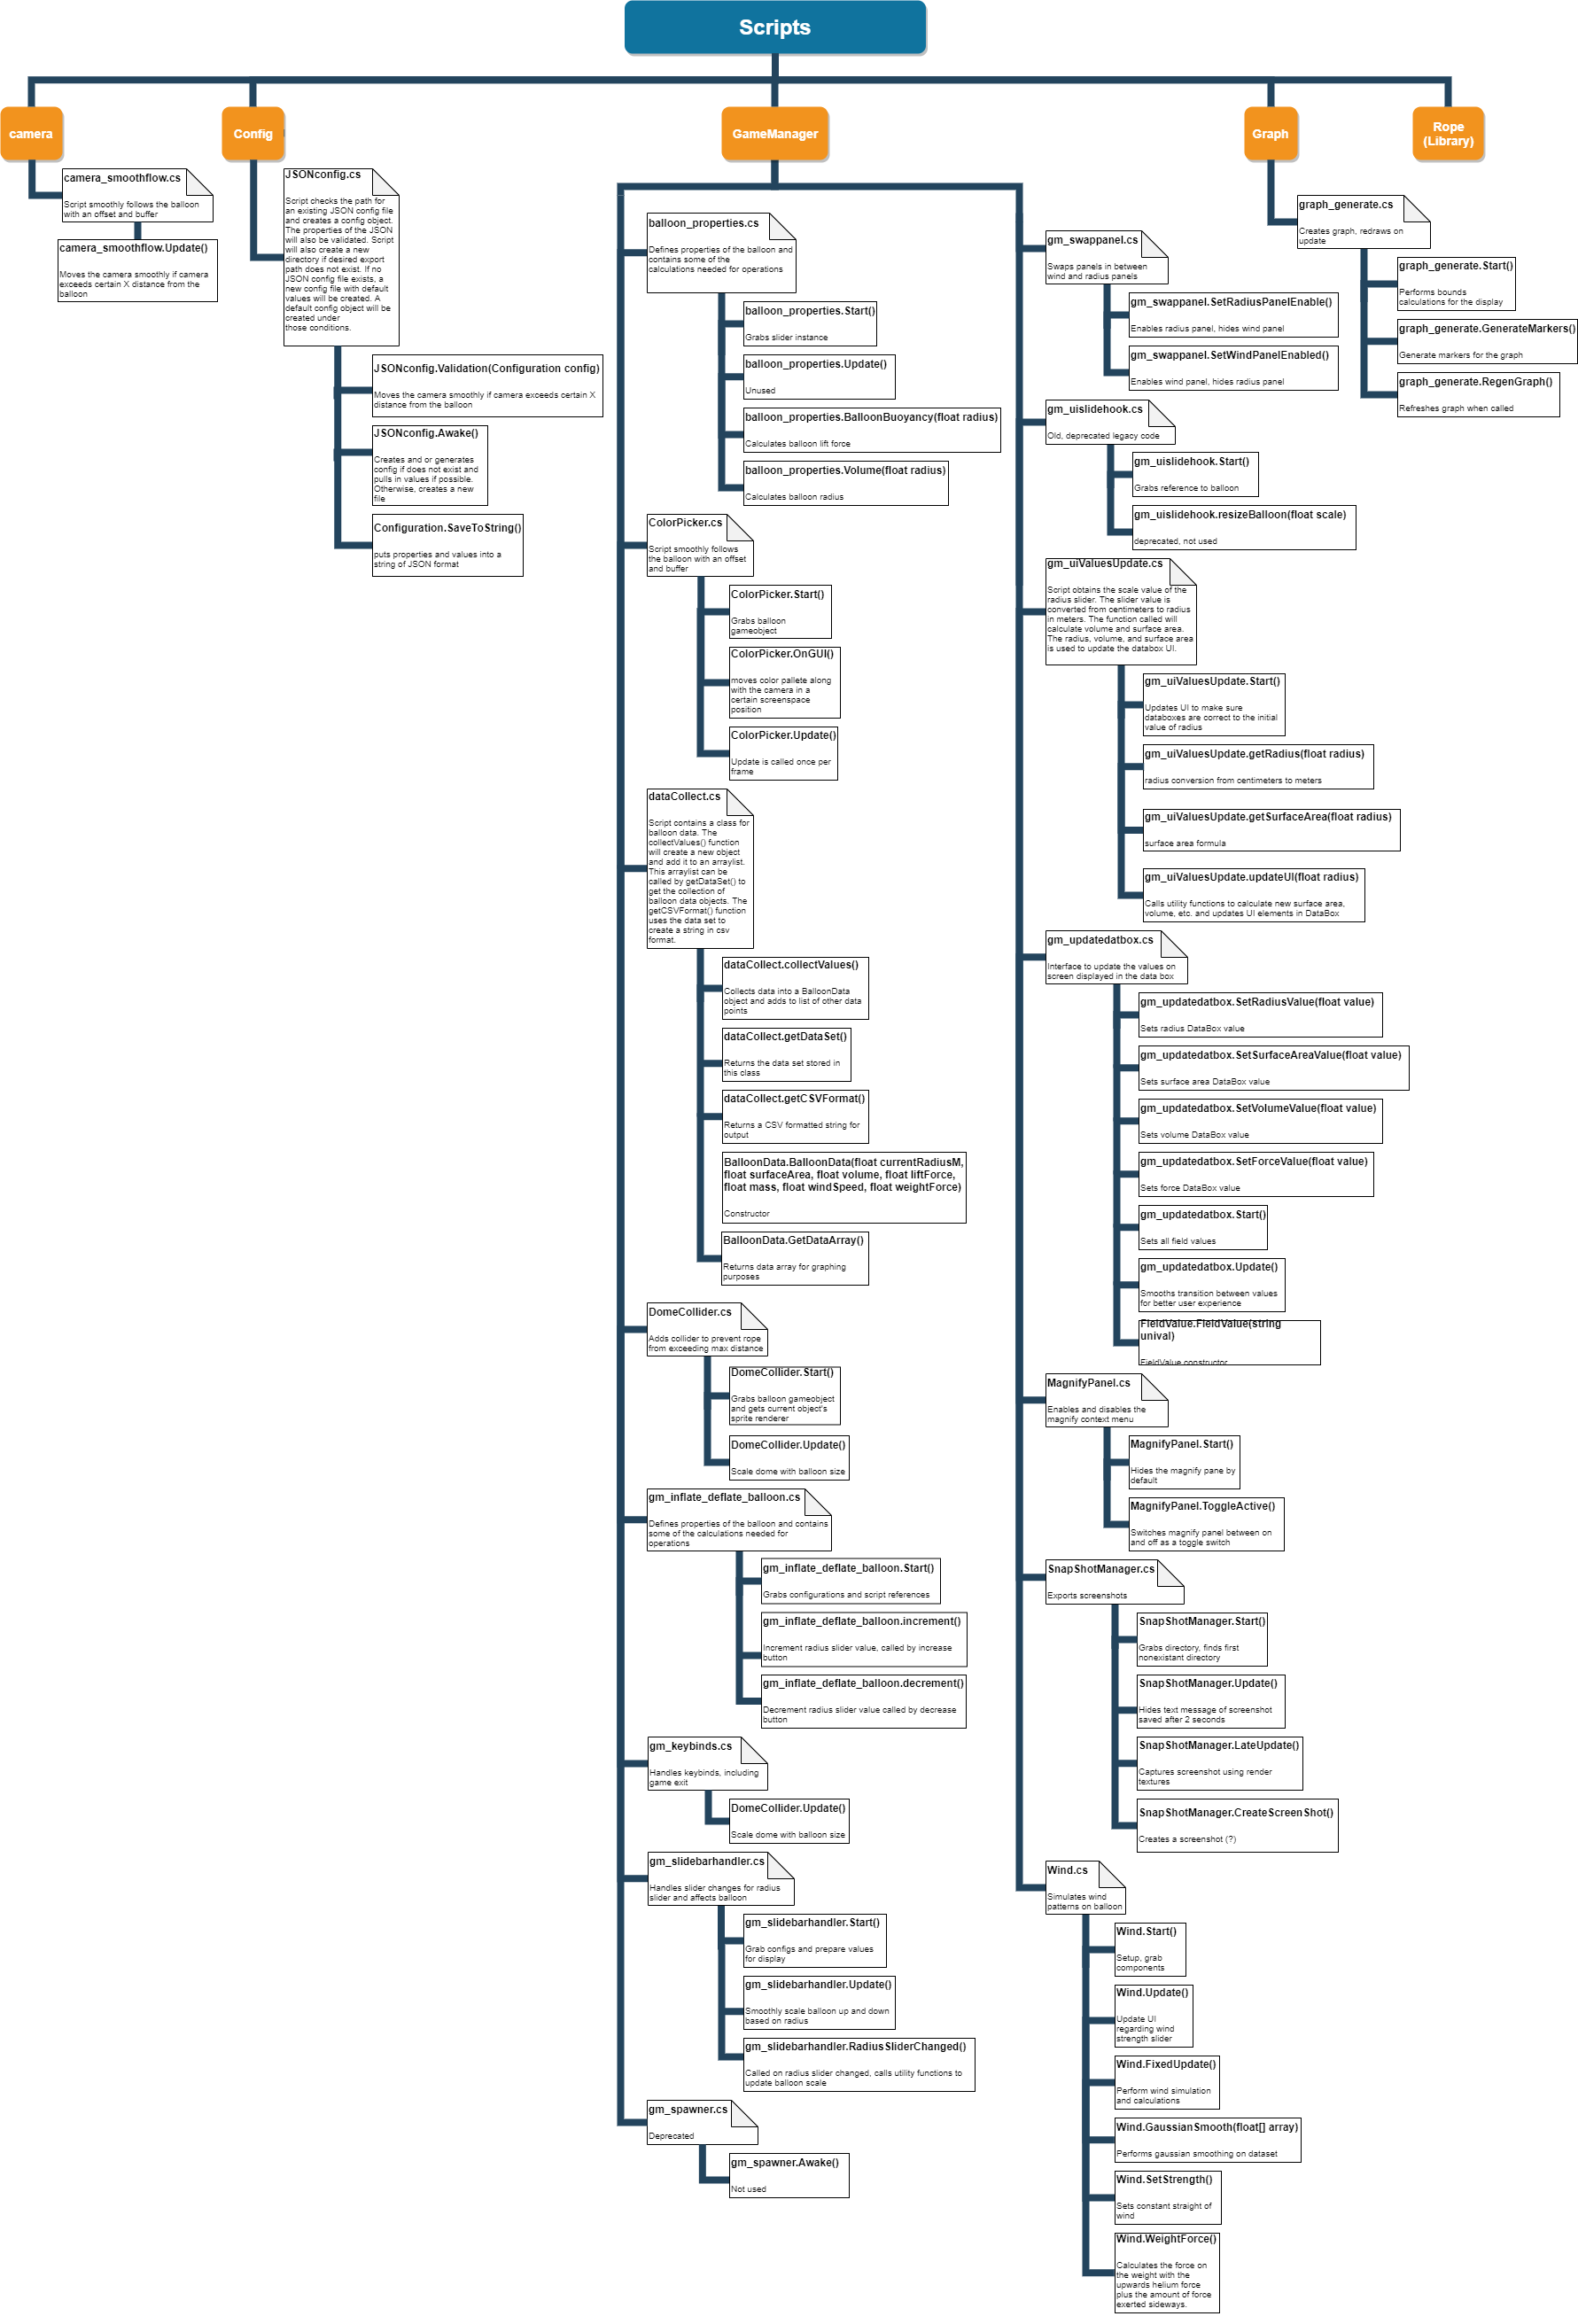 Scripts
camera
Config
GameManager
Graph
Rope
(Library)
camera_smoothflow.cs
Script smoothly follows the balloon
with an offset and buffer
camera_smoothflow.Update()
Moves the camera smoothly if camera
exceeds certain X distance from the
balloon
JSONconfig.cs
Script checks the path for
an existing JSON config file
and creates a config object.
The properties of the JSON
will also be validated. Script
will also create a new
directory if desired export
path does not exist. If no
JSON config file exists, a
new config file with default
values will be created. A
default config object will be
created under
those conditions.
JSONconfig.Validation(Configuration config)
Moves the camera smoothly if camera exceeds certain X
distance from the balloon
JSONconfig.Awake()
Creates and or generates
config if does not exist and
pulls in values if possible.
Otherwise, creates a new
file
Configuration.SaveToString()
puts properties and values into a
string of JSON format
balloon_properties.cs
Defines properties of the balloon and
contains some of the
calculations needed for operations
balloon_properties.Start()
Grabs slider instance
balloon_properties.Update()
Unused
balloon_properties.BalloonBuoyancy(float radius)
Calculates balloon lift force
balloon_properties.Volume(float radius)
Calculates balloon radius
ColorPicker.cs
Script smoothly follows
the balloon with an offset
and buffer
ColorPicker.Start()
Grabs balloon
gameobject
ColorPicker.OnGUI()
moves color pallete along
with the camera in a
certain screenspace
position
ColorPicker.Update()
Update is called once per
frame
dataCollect.cs
Script contains a class for
balloon data. The
collectValues() function
will create a new object
and add it to an arraylist.
This arraylist can be
called by getDataSet() to
get the collection of
balloon data objects. The
getCSVFormat() function
uses the data set to
create a string in csv
format.
dataCollect.collectValues()
Collects data into a BalloonData
object and adds to list of other data
points
dataCollect.getDataSet()
Returns the data set stored in
this class
dataCollect.getCSVFormat()
Returns a CSV formatted string for
output
BalloonData.BalloonData(float currentRadiusM,
float surfaceArea, float volume, float liftForce,
float mass, float windSpeed, float weightForce)
Constructor
BalloonData.GetDataArray()
Returns data array for graphing
purposes
DomeCollider.cs
Adds collider to prevent rope
from exceeding max distance
DomeCollider.Start()
Grabs balloon gameobject
and gets current object's
sprite renderer
DomeCollider.Update()
Scale dome with balloon size
gm_inflate_deflate_balloon.cs
Defines properties of the balloon and contains
some of the calculations needed for
operations
gm_inflate_deflate_balloon.Start()
Grabs configurations and script references
gm_inflate_deflate_balloon.increment()
Increment radius slider value, called by increase
button
gm_inflate_deflate_balloon.decrement()
Decrement radius slider value called by decrease
button
gm_keybinds.cs
Handles keybinds, including
game exit
DomeCollider.Update()
Scale dome with balloon size
gm_slidebarhandler.cs
Handles slider changes for radius
slider and affects balloon
gm_slidebarhandler.Start()
Grab configs and prepare values
for display
gm_slidebarhandler.Update()
Smoothly scale balloon up and down
based on radius
gm_slidebarhandler.RadiusSliderChanged()
Called on radius slider changed, calls utility functions to
update balloon scale
gm_spawner.cs
Deprecated
gm_spawner.Awake()
Not used
gm_swappanel.cs
Swaps panels in between
wind and radius panels
gm_swappanel.SetRadiusPanelEnable()
Enables radius panel, hides wind panel
gm_swappanel.SetWindPanelEnabled()
Enables wind panel, hides radius panel
gm_uislidehook.cs
Old, deprecated legacy code
gm_uislidehook.Start()
Grabs reference to balloon
gm_uislidehook.resizeBalloon(float scale)
deprecated, not used
gm_uiValuesUpdate.cs
Script obtains the scale value of the
radius slider. The slider value is
converted from centimeters to radius
in meters. The function called will
calculate volume and surface area.
The radius, volume, and surface area
is used to update the databox UI.
gm_uiValuesUpdate.Start()
Updates UI to make sure
databoxes are correct to the initial
value of radius
gm_uiValuesUpdate.getRadius(float radius)
radius conversion from centimeters to meters
gm_uiValuesUpdate.getSurfaceArea(float radius)
surface area formula
gm_uiValuesUpdate.updateUI(float radius)
Calls utility functions to calculate new surface area,
volume, etc. and updates UI elements in DataBox
gm_updatedatbox.cs
Interface to update the values on
screen displayed in the data box
gm_updatedatbox.SetRadiusValue(float value)
Sets radius DataBox value
gm_updatedatbox.SetSurfaceAreaValue(float value)
Sets surface area DataBox value
gm_updatedatbox.SetVolumeValue(float value)
Sets volume DataBox value
gm_updatedatbox.SetForceValue(float value)
Sets force DataBox value
gm_updatedatbox.Start()
Sets all field values
gm_updatedatbox.Update()
Smooths transition between values
for better user experience
FieldValue.FieldValue(string
unival)
FieldValue constructor
MagnifyPanel.cs
Enables and disables the
magnify context menu
MagnifyPanel.Start()
Hides the magnify pane by
default
MagnifyPanel.ToggleActive()
Switches magnify panel between on
and off as a toggle switch
SnapShotManager.cs
Exports screenshots
SnapShotManager.Start()
Grabs directory, finds first
nonexistant directory
SnapShotManager.Update()
Hides text message of screenshot
saved after 2 seconds
SnapShotManager.LateUpdate()
Captures screenshot using render
textures
SnapShotManager.CreateScreenShot()
Creates a screenshot (?)
Wind.cs
Simulates wind
patterns on balloon
Wind.Start()
Setup, grab
components
Wind.Update()
Update UI
regarding wind
strength slider
Wind.FixedUpdate()
Perform wind simulation
and calculations
Wind.GaussianSmooth(float[] array)
Performs gaussian smoothing on dataset
Wind.SetStrength()
Sets constant straight of
wind
Wind.WeightForce()
Calculates the force on
the weight with the
upwards helium force
plus the amount of force
exerted sideways.
graph_generate.cs
Creates graph, redraws on
update
graph_generate.Start()
Performs bounds
calculations for the display
graph_generate.GenerateMarkers()
Generate markers for the graph
graph_generate.RegenGraph()
Refreshes graph when called